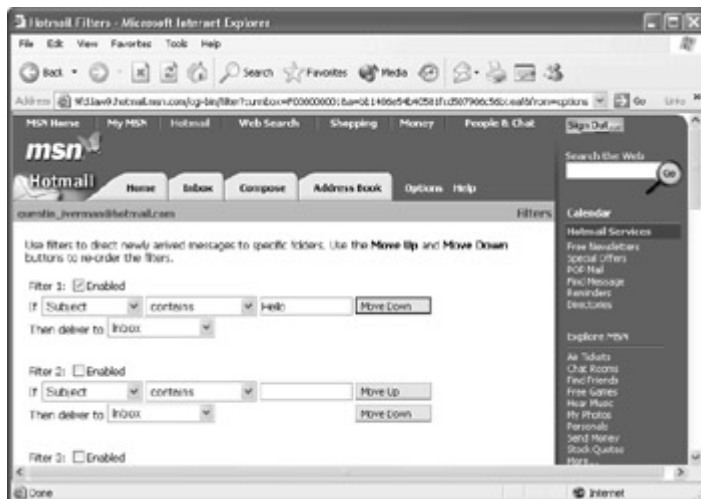 Hotmail Filters - Microsoft Internet Explorer
File Edit View Favorites Tools Help
Back Search Favorites Media
Address Go Links
MSN Home My MSN Hotmail Web Search Shopping Money People & Chat Sign Out
msn
Search the Web
Go
Hotmail Home Inbox Compose Address Book Options Help
quentin_iverman@hotmail.com Filters
Use filters to direct newly arrived messages to specific folders. Use the Move Up and Move Down
buttons to re-order the filters.
Filter 1: Enabled
If Subject contains Hello Move Down
Then deliver to Inbox
Filter 2: Enabled
If Subject contains Move Up
Then deliver to Inbox Move Down
Filter 3: Enabled
Calendar
Hotmail Services
Free Newsletters
Special Offers
POP Mail
Find Message
Reminders
Directories
Explore MSN
Air Tickets
Chat Rooms
Find Friends
Free Games
Hear Music
My Photos
Personals
Send Money
Stock Quotes
More...
Done Internet